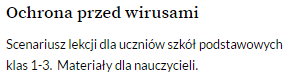 Ochrona przed wirusami
Scenariusz lekcji dla uczniów szkół podstawowych
klas 1-3. Materiały dla nauczycieli.